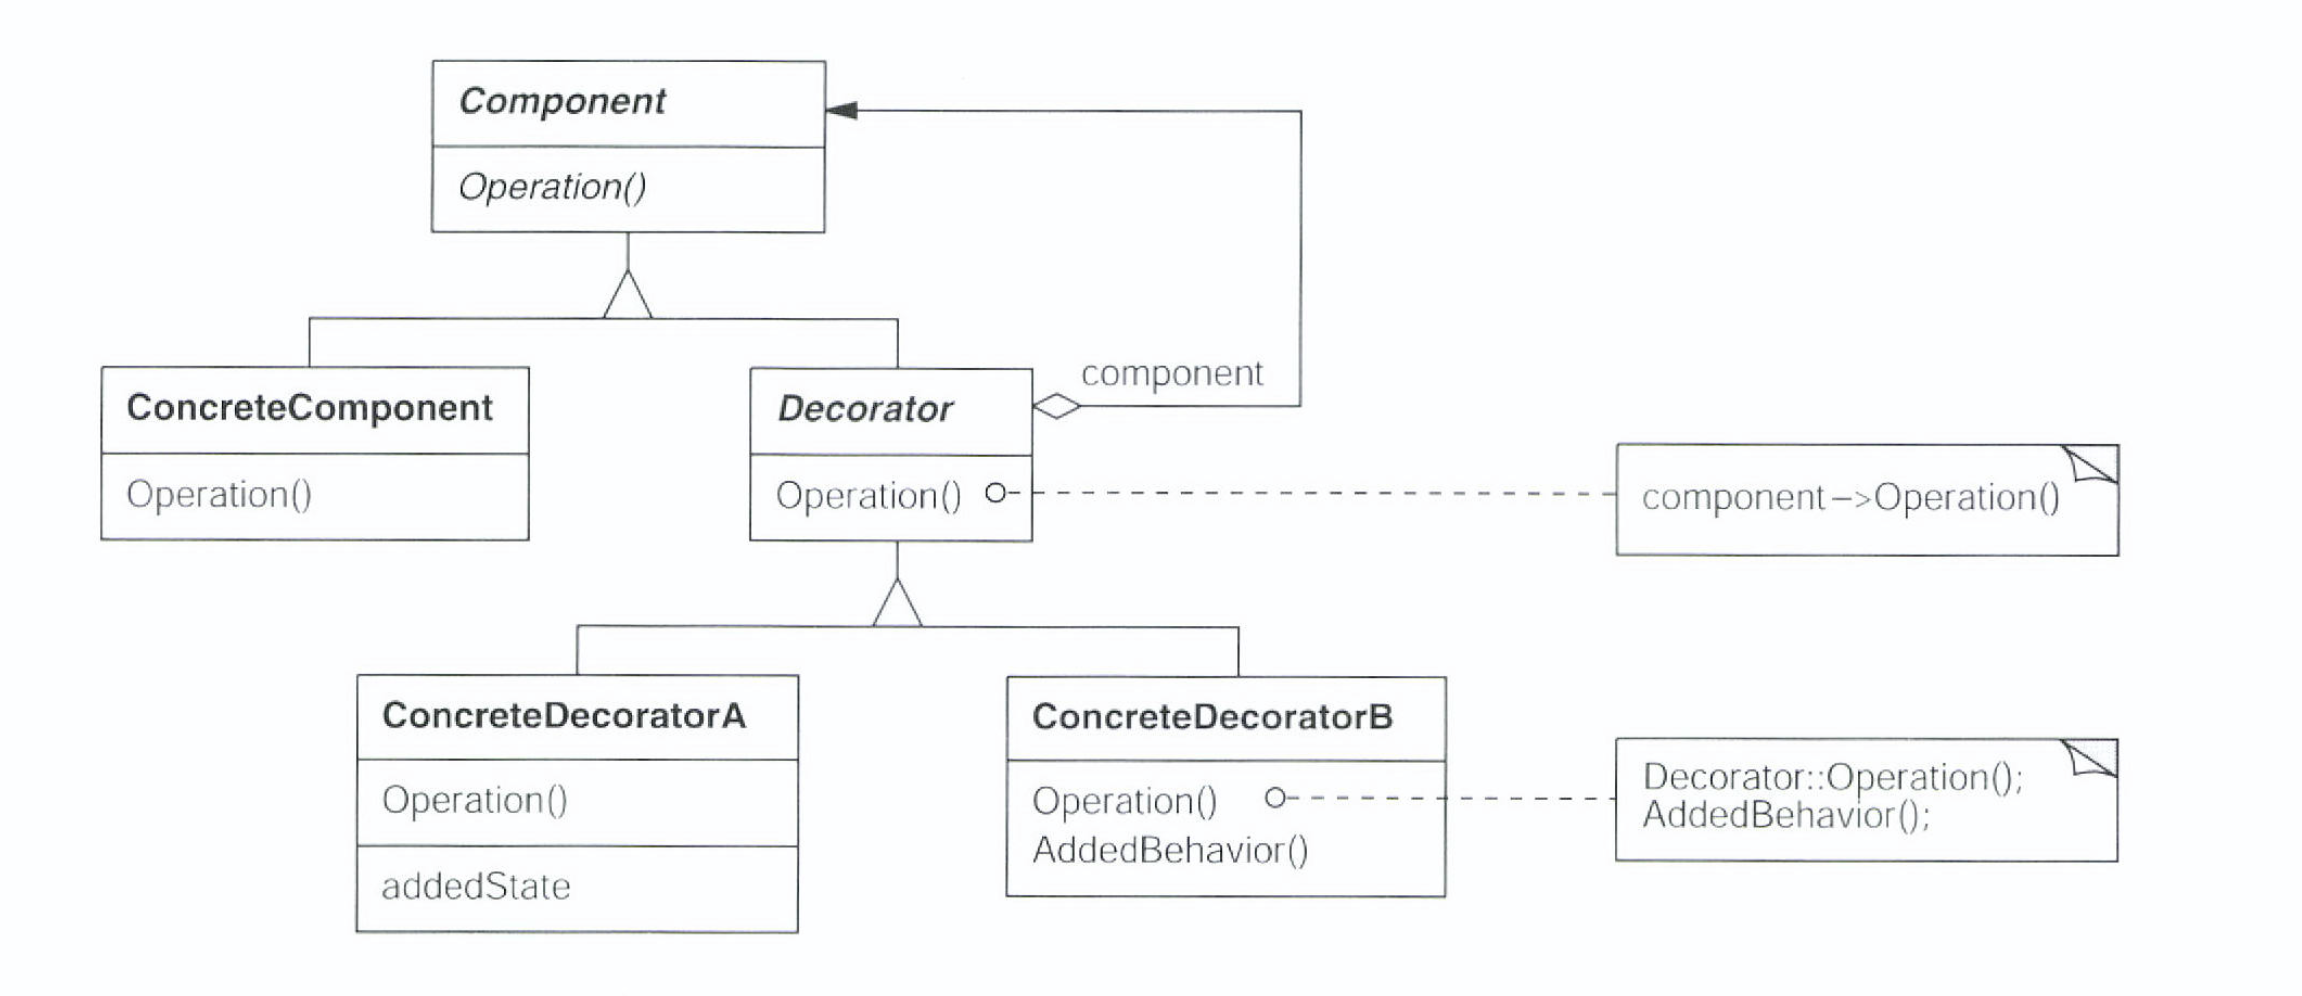 Component
Operation()
ConcreteComponent
Operation()
Decorator
Operation()
component
component−>Operation()
ConcreteDecoratorA
Operation()
addedState
ConcreteDecoratorB
Operation()
AddedBehavior()
Decorator::Operation();
AddedBehavior();